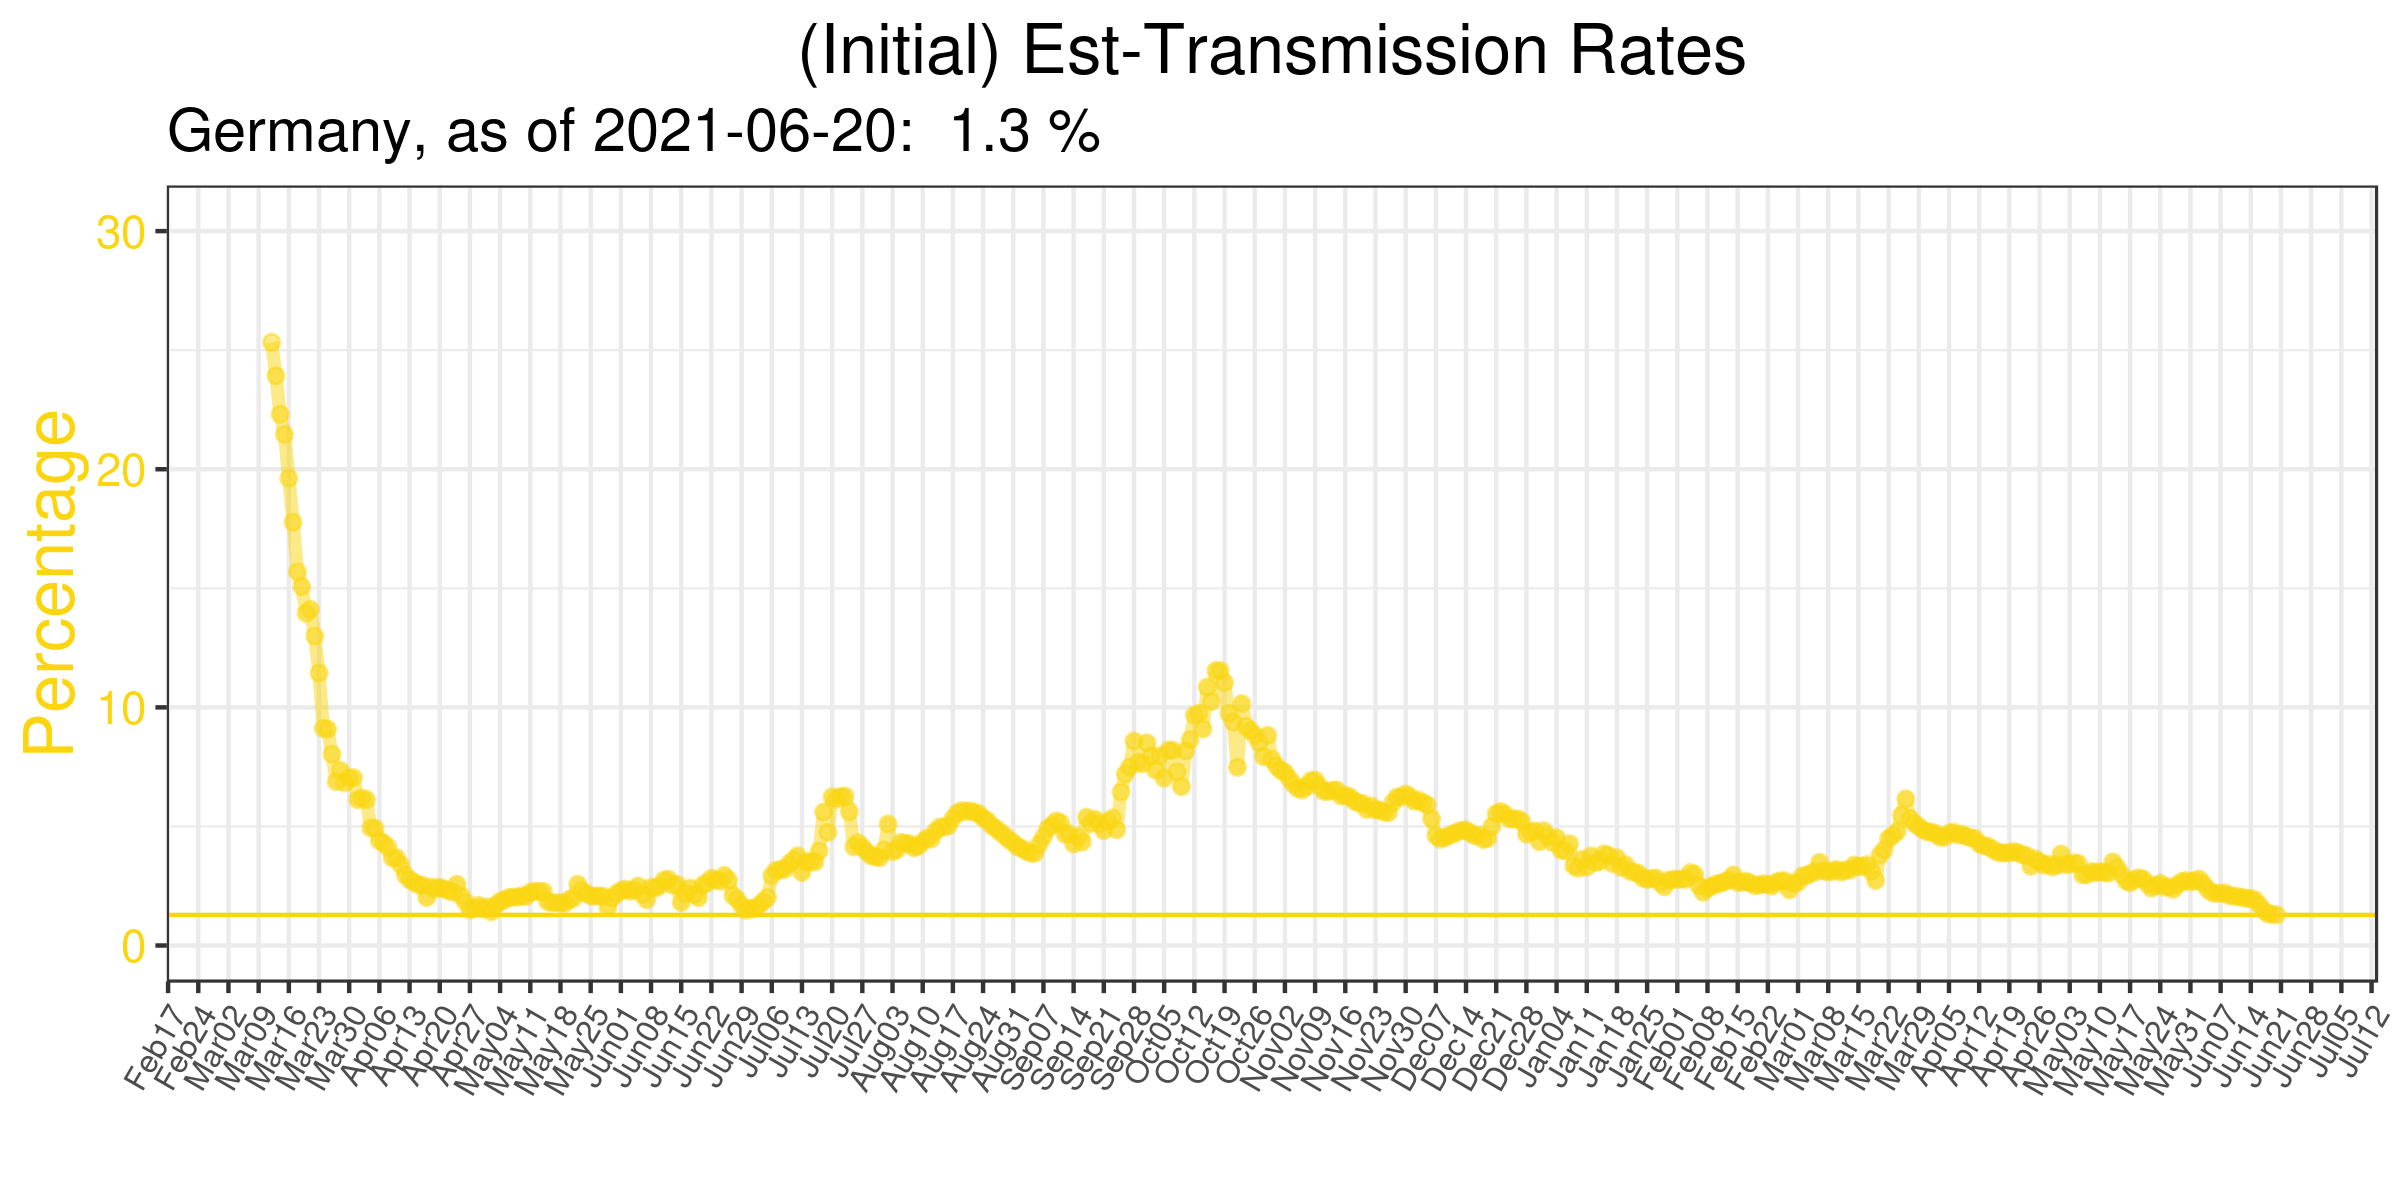 (Initial) Est-Transmission Rates
Germany, as of 2021-06-20:  1.3 %
Percentage
30
20
10
0
Feb17
Feb24
Mar02
Mar09
Mar16
Mar23
Mar30
Apr06
Apr13
Apr20
Apr27
May04
May11
May18
May25
Jun01
Jun08
Jun15
Jun22
Jun29
Jul06
Jul13
Jul20
Jul27
Aug03
Aug10
Aug17
Aug24
Aug31
Sep07
Sep14
Sep21
Sep28
Oct05
Oct12
Oct19
Oct26
Nov02
Nov09
Nov16
Nov23
Nov30
Dec07
Dec14
Dec21
Dec28
Jan04
Jan11
Jan18
Jan25
Feb01
Feb08
Feb15
Feb22
Mar01
Mar08
Mar15
Mar22
Mar29
Apr05
Apr12
Apr19
Apr26
May03
May10
May17
May24
May31
Jun07
Jun14
Jun21
Jun28
Jul05
Jul12